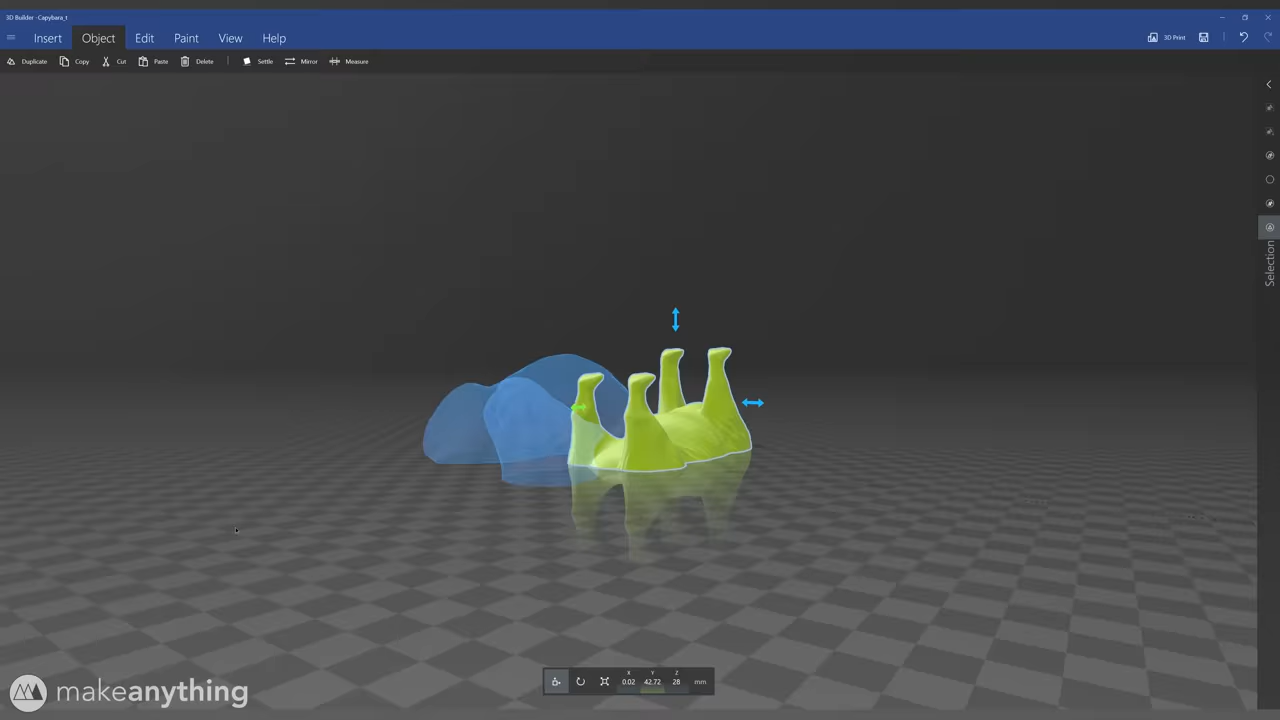 3D Builder - Capybara_t
Insert Object Edit Paint View Help
3D Print
Duplicate Copy Cut Paste Delete Settle Mirror Measure
Selection
X Y Z
0.02 42.72 28 mm
makeanything